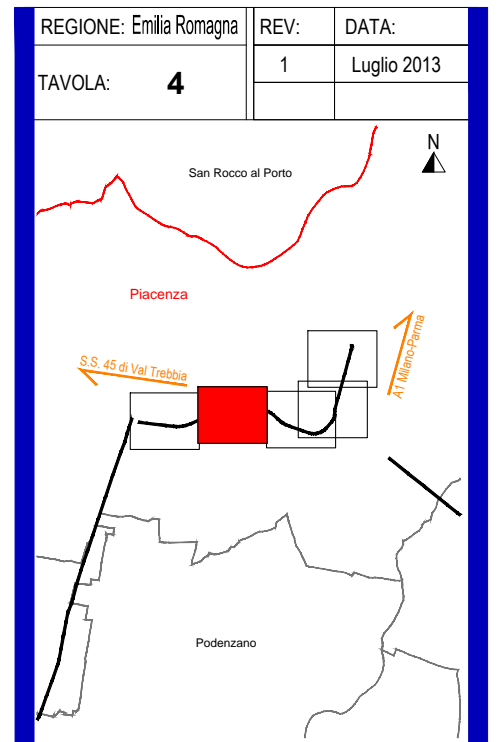 REGIONE: Emilia Romagna
REV:
DATA:
TAVOLA: 4
1
Luglio 2013
N
San Rocco al Porto
Piacenza
S.S. 45 di Val Trebbia
A1 Milano-Parma
Podenzano